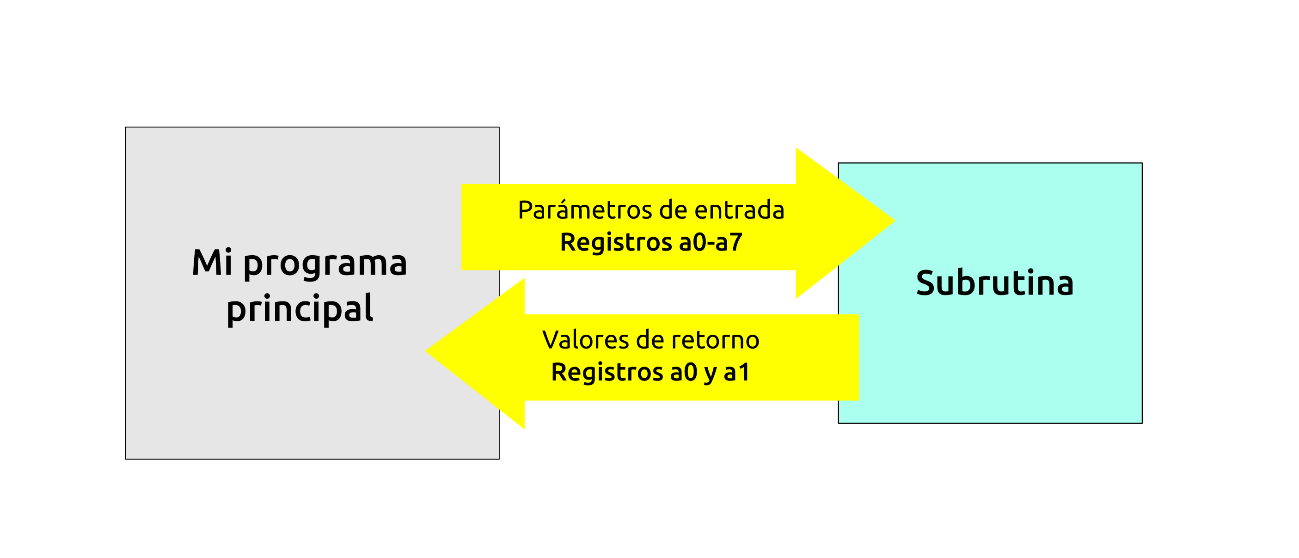 Mi programa
principal
Parámetros de entrada
Registros a0-a7
Valores de retorno
Registros a0 y a1
Subrutina